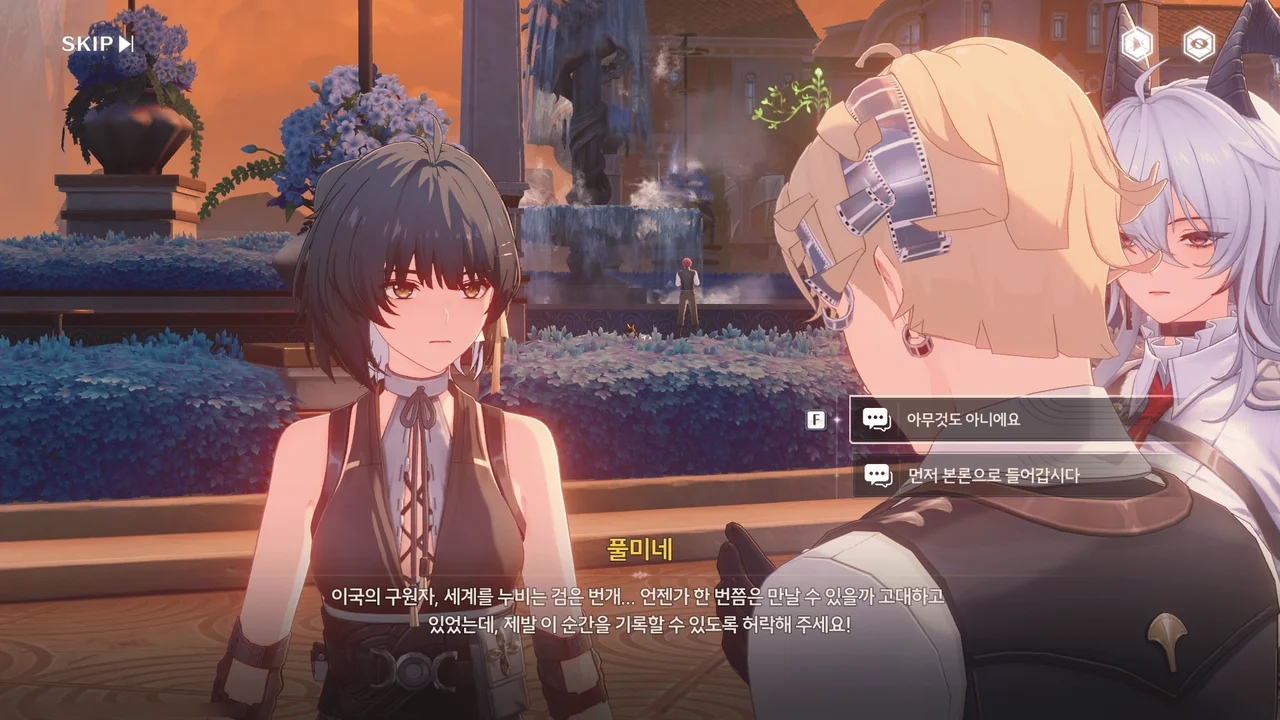 SKIP
F
아무것도 아니에요
먼저 본론으로 들어갑시다
풀미네
이국의 구원자, 세계를 누비는 검은 번개... 언젠가 한 번쯤은 만날 수 있을까 고대하고
있었는데, 제발 이 순간을 기록할 수 있도록 허락해 주세요!